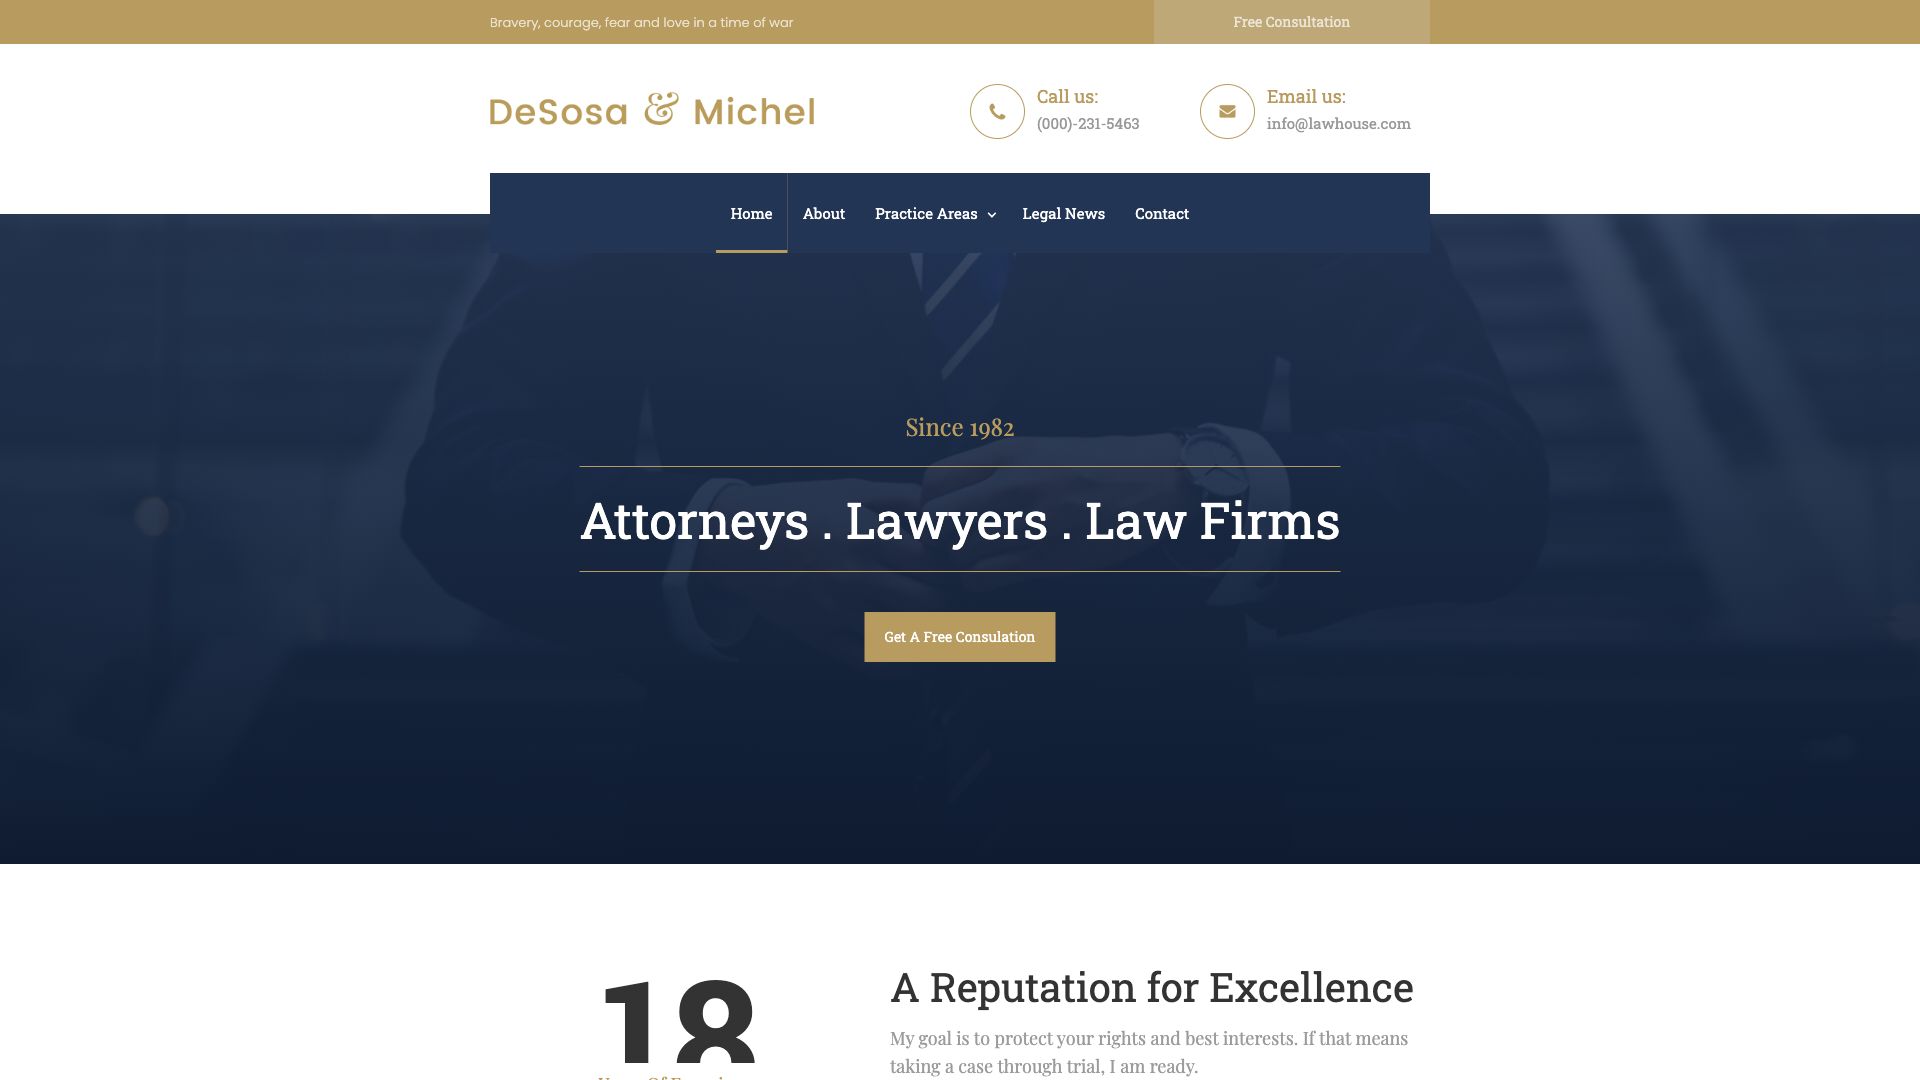 Bravery, courage, fear and love in a time of war
Free Consultation
DeSosa & Michel
Call us:
(000)-231-5463
Email us:
info@lawhouse.com
Home About Practice Areas Legal News Contact
Since 1982
Attorneys . Lawyers . Law Firms
Get A Free Consulation
18
A Reputation for Excellence
My goal is to protect your rights and best interests. If that means
taking a case through trial, I am ready.